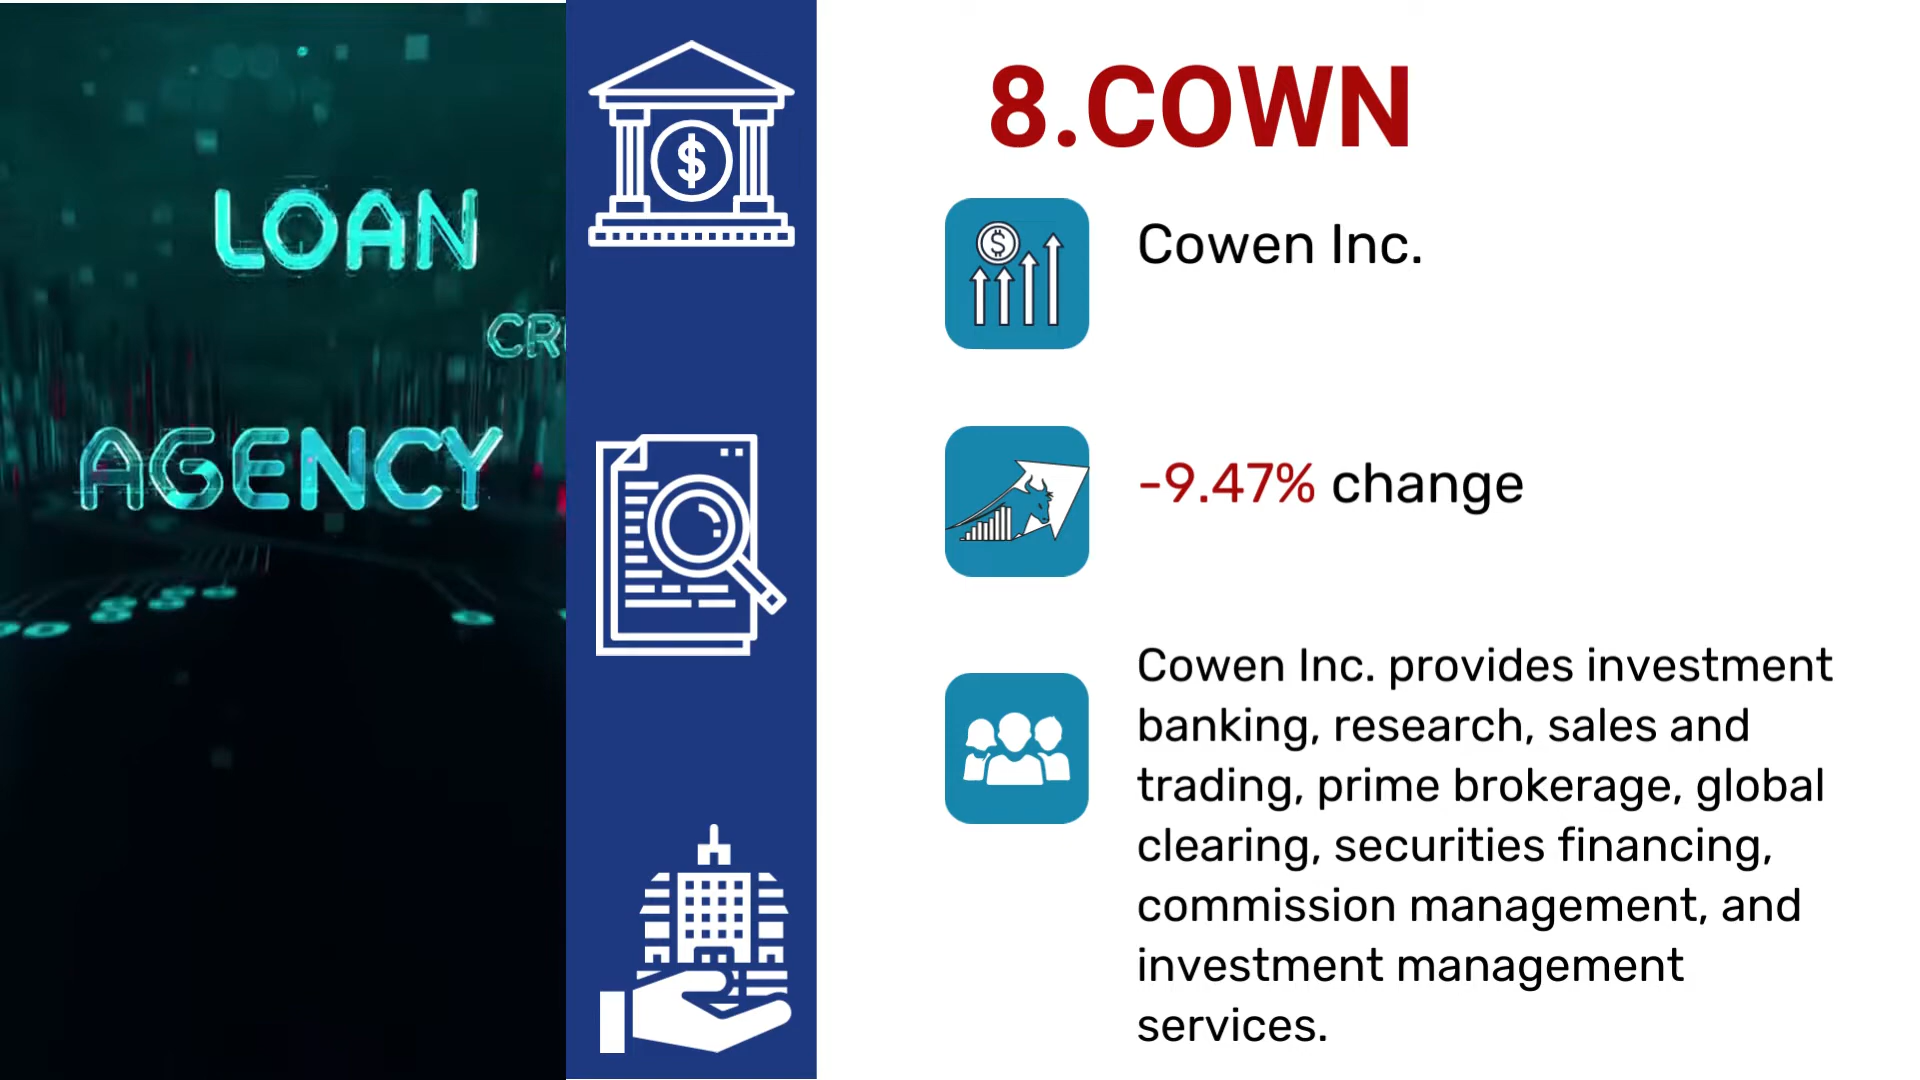 LOAN
AGENCY
8.COWN
Cowen Inc.
-9.47% change
Cowen Inc. provides investment
banking, research, sales and
trading, prime brokerage, global
clearing, securities financing,
commission management, and
investment management
services.